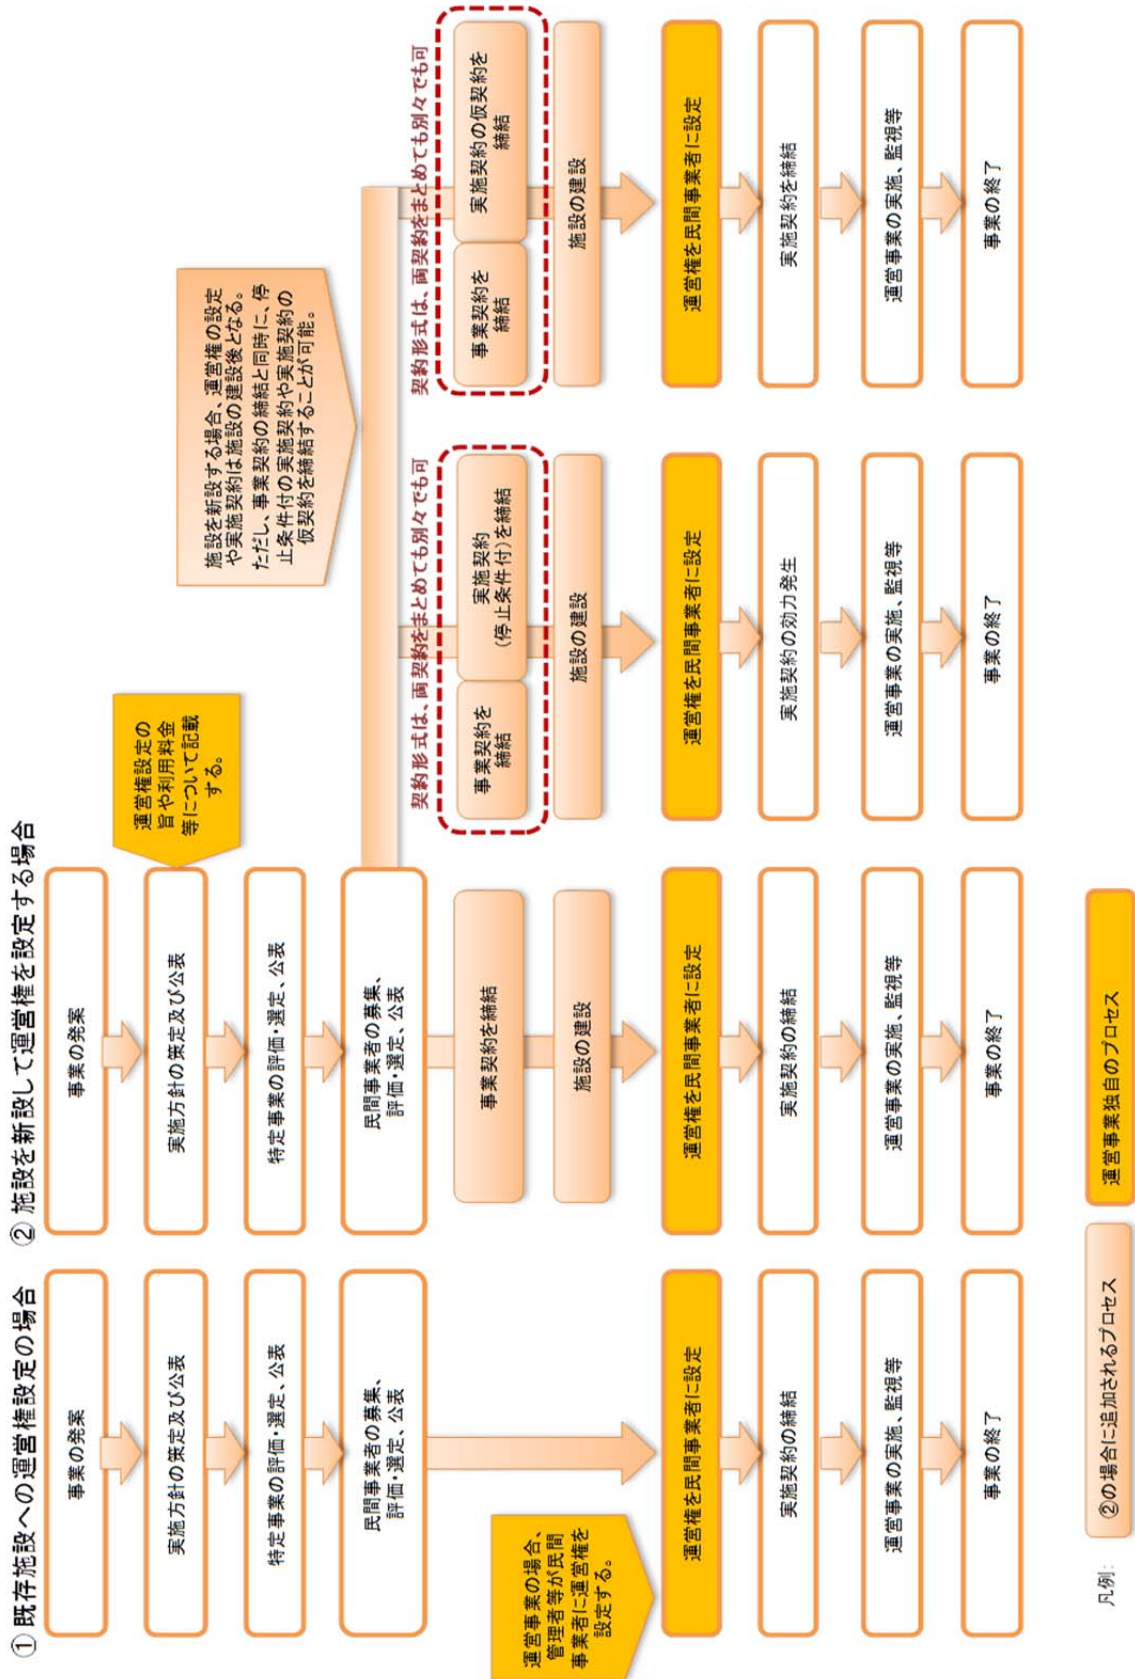 ① 既存施設への運営権設定の場合
事業の発案
実施方針の策定及び公表
特定事業の評価・選定、公表
民間事業者の募集、
評価・選定、公表
運営事業の場合、
管理者等が民間
事業者に運営権を
設定する。
運営権を民間事業者に設定
実施契約の締結
運営事業の実施、監視等
事業の終了
② 施設を新設して運営権を設定する場合
事業の発案
実施方針の策定及び公表
運営権設定の
旨や利用料金
等について記載
する。
特定事業の評価・選定、公表
民間事業者の募集、
評価・選定、公表
事業契約を締結
施設の建設
運営権を民間事業者に設定
実施契約の締結
運営事業の実施、監視等
事業の終了
施設を新設する場合、運営権の設定
や実施契約は施設の建設後となる。
ただし、事業契約の締結と同時に、停
止条件付の実施契約や実施契約の
仮契約を締結することが可能。
契約形式は、両契約をまとめても別々でも可
事業契約を
締結
実施契約
(停止条件付)を締結
施設の建設
運営権を民間事業者に設定
実施契約の効力発生
運営事業の実施、監視等
事業の終了
契約形式は、両契約をまとめても別々でも可
事業契約を
締結
実施契約の仮契約を
締結
施設の建設
運営権を民間事業者に設定
実施契約を締結
運営事業の実施、監視等
事業の終了
凡例:
②の場合に追加されるプロセス
運営事業独自のプロセス